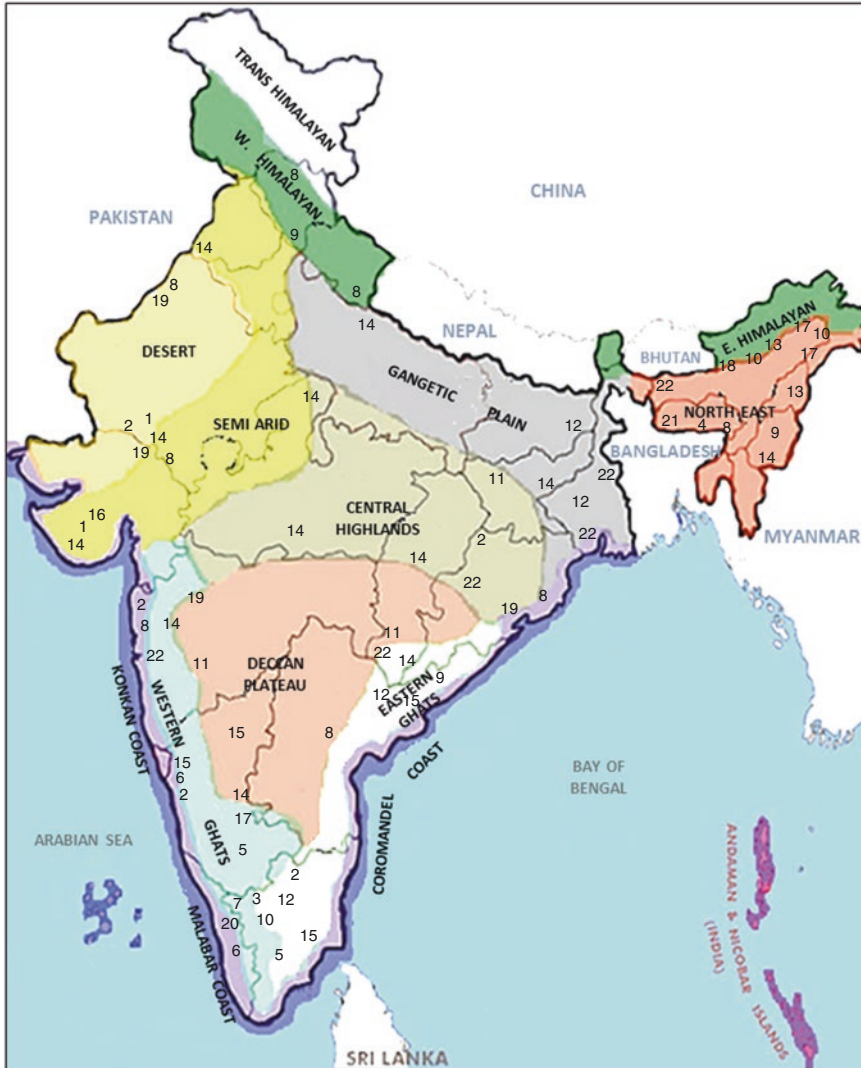 TRANS HIMALAYAN
W. HIMALAYAN
8
CHINA
PAKISTAN
9
14
8
19
8
14
NEPAL
E. HIMALAYAN
17
10
13
10
18
17
BHUTAN
DESERT
GANGETIC
PLAIN
22
13
14
SEMI ARID
NORTH EAST
21
4
8
9
1
2
14
12
BANGLADESH
19
8
14
22
11
14
12
16
1
14
CENTRAL
HIGHLANDS
14
2
22
MYANMAR
14
22
8
19
2
19
8
14
11
22
22
14
11
DECCAN
PLATEAU
9
12
15
EASTERN
GHATS
KONKAN COAST
WESTERN
GHATS
15
8
COAST
15
6
2
14
BAY OF
BENGAL
17
5
ARABIAN SEA
COROMANDEL
2
7
3
12
10
20
15
6
5
MALABAR COAST
ANDAMAN & NICOBAR ISLANDS
(INDIA)
SRI LANKA